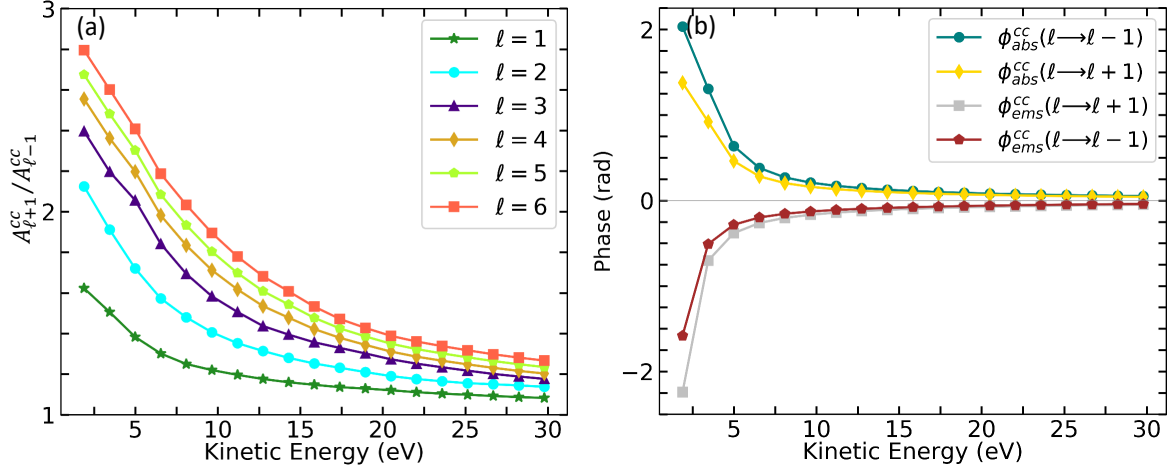 (a)
3
2
1
A^{cc}_{ℓ+1}/A^{cc}_{ℓ−1}
ℓ = 1
ℓ = 2
ℓ = 3
ℓ = 4
ℓ = 5
ℓ = 6
5 10 15 20 25 30
Kinetic Energy (eV)
(b)
2
0
−2
Phase (rad)
ϕ^{cc}_{abs}(ℓ⟶ℓ − 1)
ϕ^{cc}_{abs}(ℓ⟶ℓ + 1)
ϕ^{cc}_{ems}(ℓ⟶ℓ + 1)
ϕ^{cc}_{ems}(ℓ⟶ℓ − 1)
5 10 15 20 25 30
Kinetic Energy (eV)